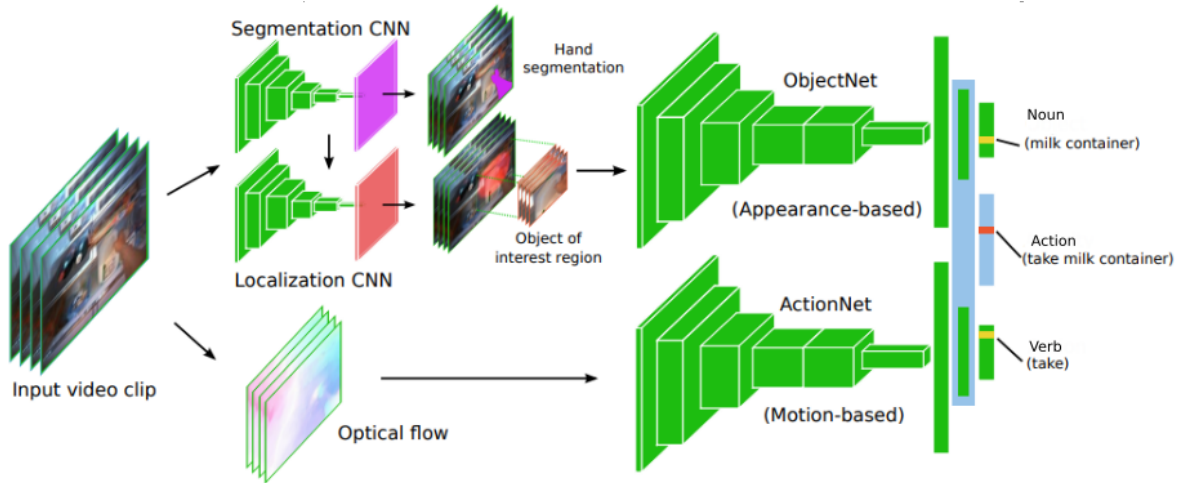 Segmentation CNN
Hand
segmentation
ObjectNet
Noun
(milk container)
(Appearance-based)
Object of
interest region
Action
(take milk container)
Localization CNN
ActionNet
Verb
(take)
Input video clip
Optical flow
(Motion-based)